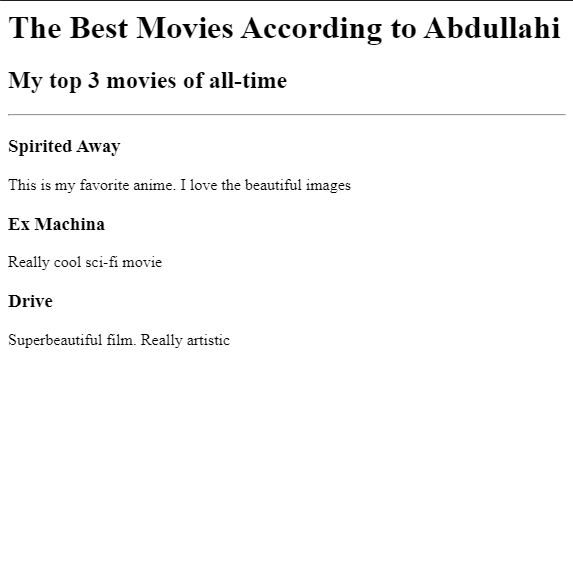 The Best Movies According to Abdullahi
My top 3 movies of all-time
Spirited Away
This is my favorite anime. I love the beautiful images
Ex Machina
Really cool sci-fi movie
Drive
Superbeautiful film. Really artistic